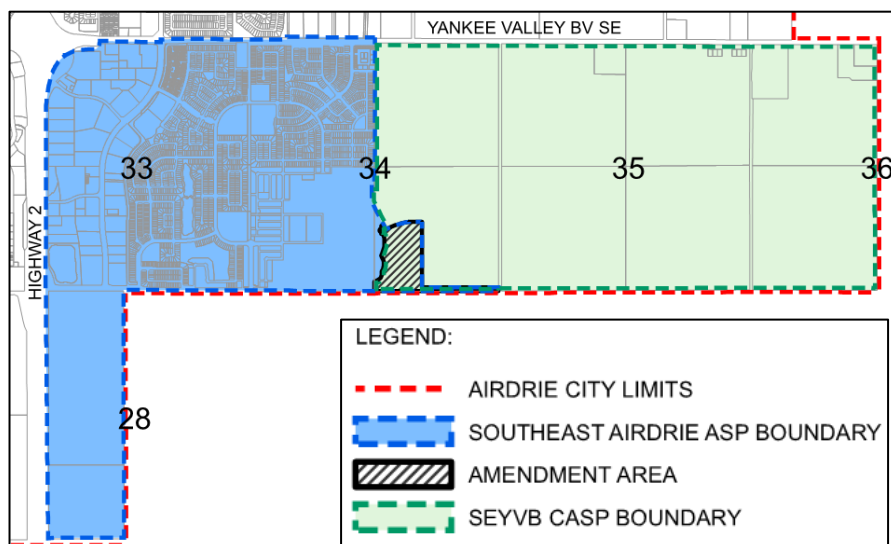 YANKEE VALLEY BV SE
33
34
35
36
HIGHWAY 2
28
LEGEND:
AIRDRIE CITY LIMITS
SOUTHEAST AIRDRIE ASP BOUNDARY
AMENDMENT AREA
SEYVB CASP BOUNDARY